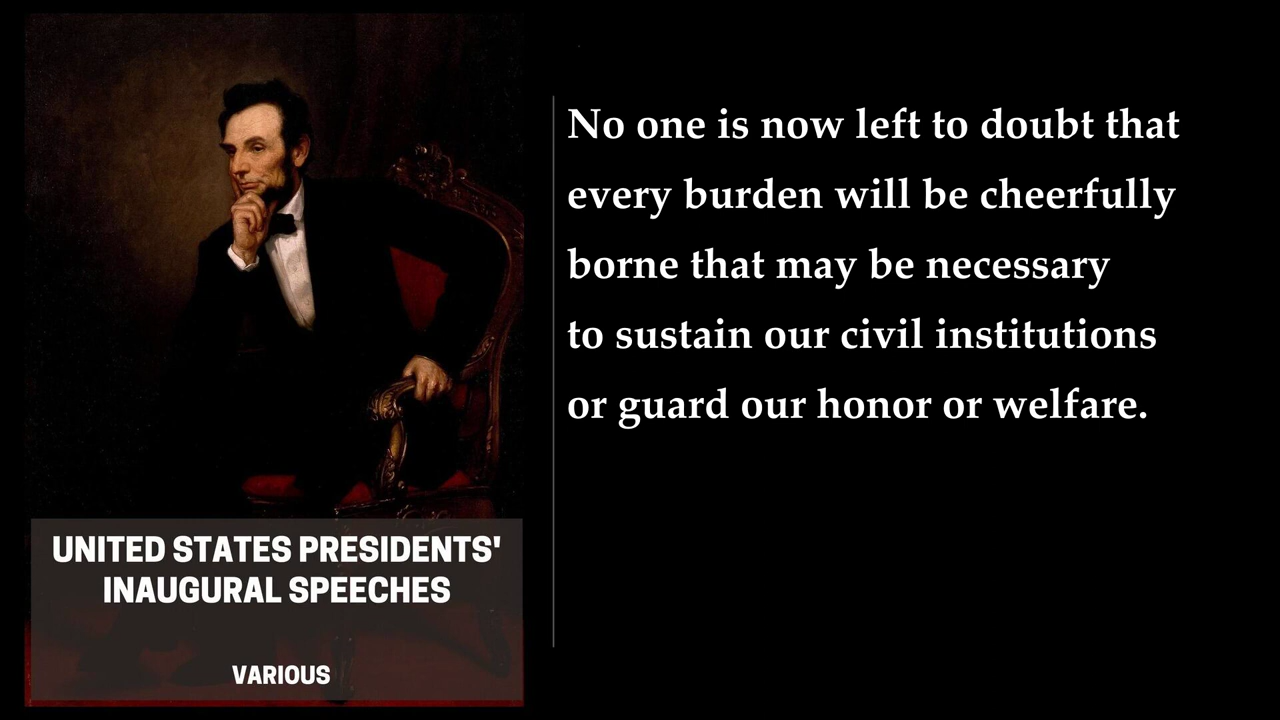 No one is now left to doubt that
every burden will be cheerfully
borne that may be necessary
to sustain our civil institutions
or guard our honor or welfare.
UNITED STATES PRESIDENTS'
INAUGURAL SPEECHES
VARIOUS